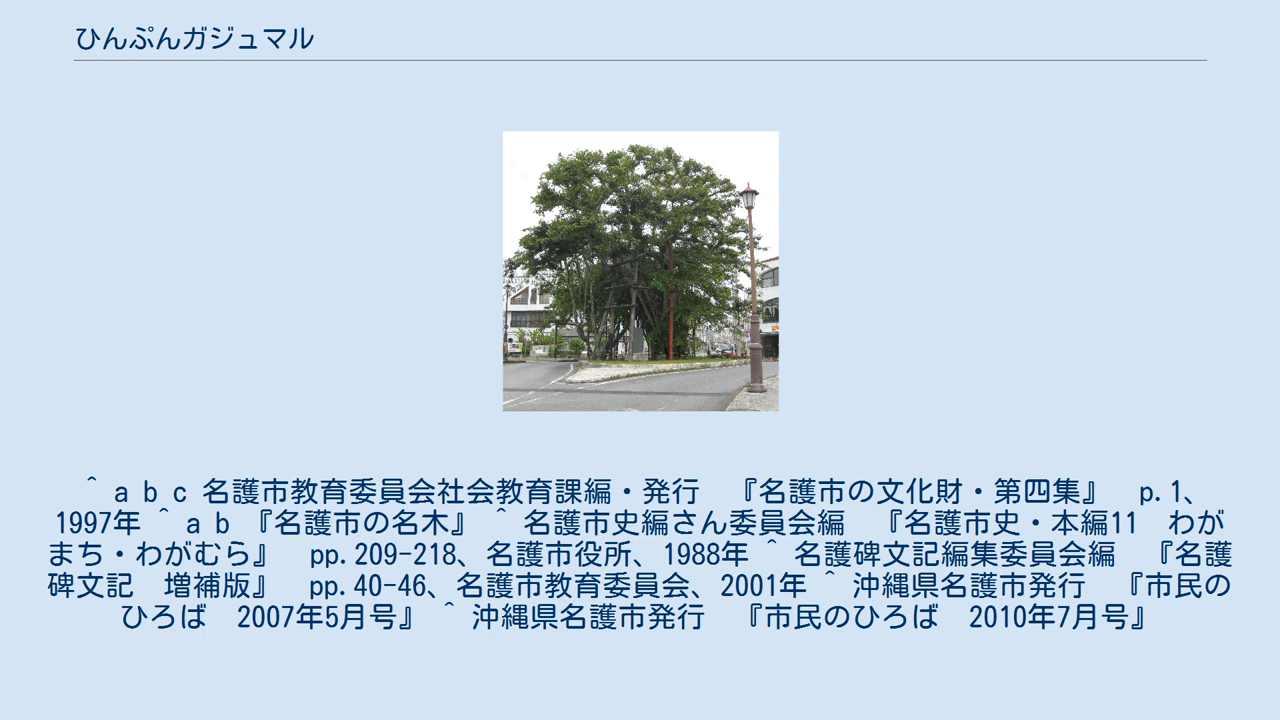 ひんぷんガジュマル
^ a b c 名護市教育委員会社会教育課編・発行　『名護市の文化財・第四集』　p.1、
1997年 ^ a b 『名護市の名木』 ^ 名護市史編さん委員会編　『名護市史・本編11　わが
まち・わがむら』　pp.209-218、名護市役所、1988年 ^ 名護碑文記編集委員会編　『名護
碑文記　増補版』　pp.40-46、名護市教育委員会、2001年 ^ 沖縄県名護市発行　『市民の
ひろば　2007年5月号』 ^ 沖縄県名護市発行　『市民のひろば　2010年7月号』